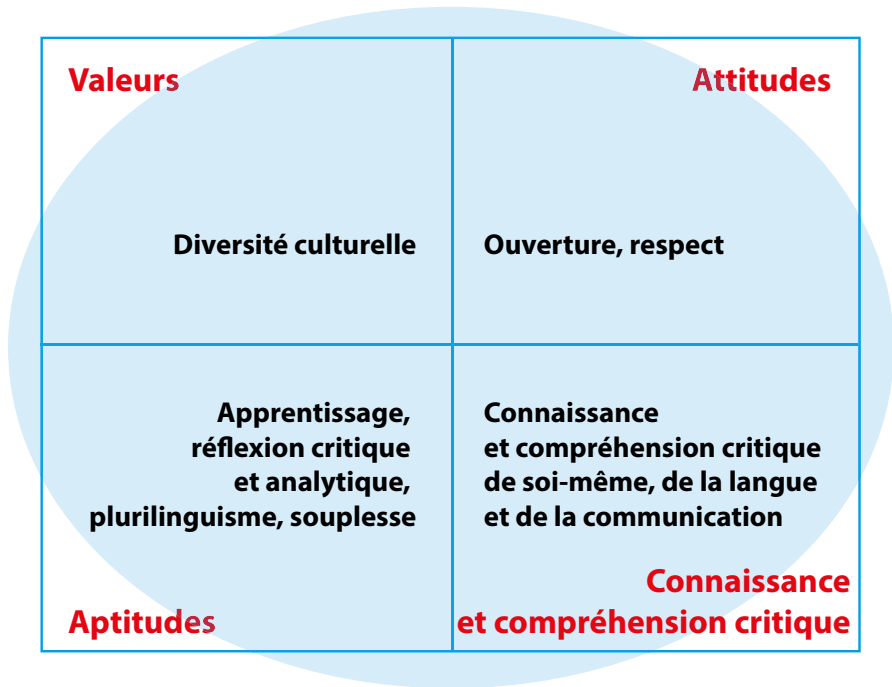 Valeurs
Attitudes
Diversité culturelle
Ouverture, respect
Apprentissage,
réflexion critique
et analytique,
plurilinguisme, souplesse
Connaissance
et compréhension critique
de soi-même, de la langue
et de la communication
Aptitudes
Connaissance
et compréhension critique